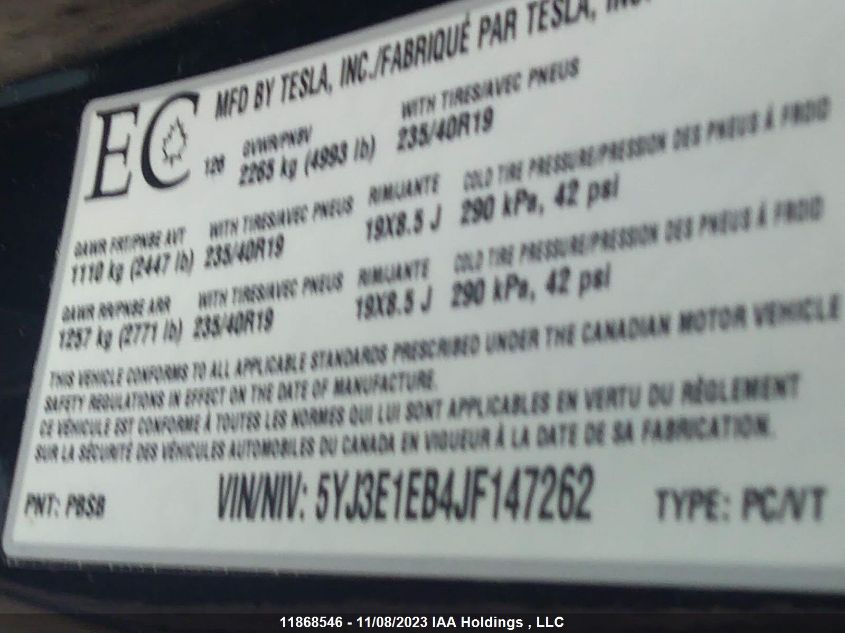 MFD BY TESLA, INC./FABRIQUÉ PAR TESLA, INC.
EC 126
GVWR/PNBV
2265 kg (4993 lb)
WITH TIRES/AVEC PNEUS
235/40R19
GAWR FRT/PNBE AVT WITH TIRES/AVEC PNEUS RIM/JANTE COLD TIRE PRESSURE/PRESSION DES PNEUS À FROID
1110 kg (2447 lb) 235/40R19 19X8.5 J 290 kPa, 42 psi
GAWR RR/PNBE ARR WITH TIRES/AVEC PNEUS RIM/JANTE COLD TIRE PRESSURE/PRESSION DES PNEUS À FROID
1257 kg (2771 lb) 235/40R19 19X8.5 J 290 kPa, 42 psi
THIS VEHICLE CONFORMS TO ALL APPLICABLE STANDARDS PRESCRIBED UNDER THE CANADIAN MOTOR VEHICLE
SAFETY REGULATIONS IN EFFECT ON THE DATE OF MANUFACTURE.
CE VÉHICULE EST CONFORME À TOUTES LES NORMES QUI LUI SONT APPLICABLES EN VERTU DU RÈGLEMENT
SUR LA SÉCURITÉ DES VÉHICULES AUTOMOBILES DU CANADA EN VIGUEUR À LA DATE DE SA FABRICATION.
PNT: PBSB VIN/NIV: 5YJ3E1EB4JF147262 TYPE: PC/VT
11868546 - 11/08/2023 IAA Holdings , LLC